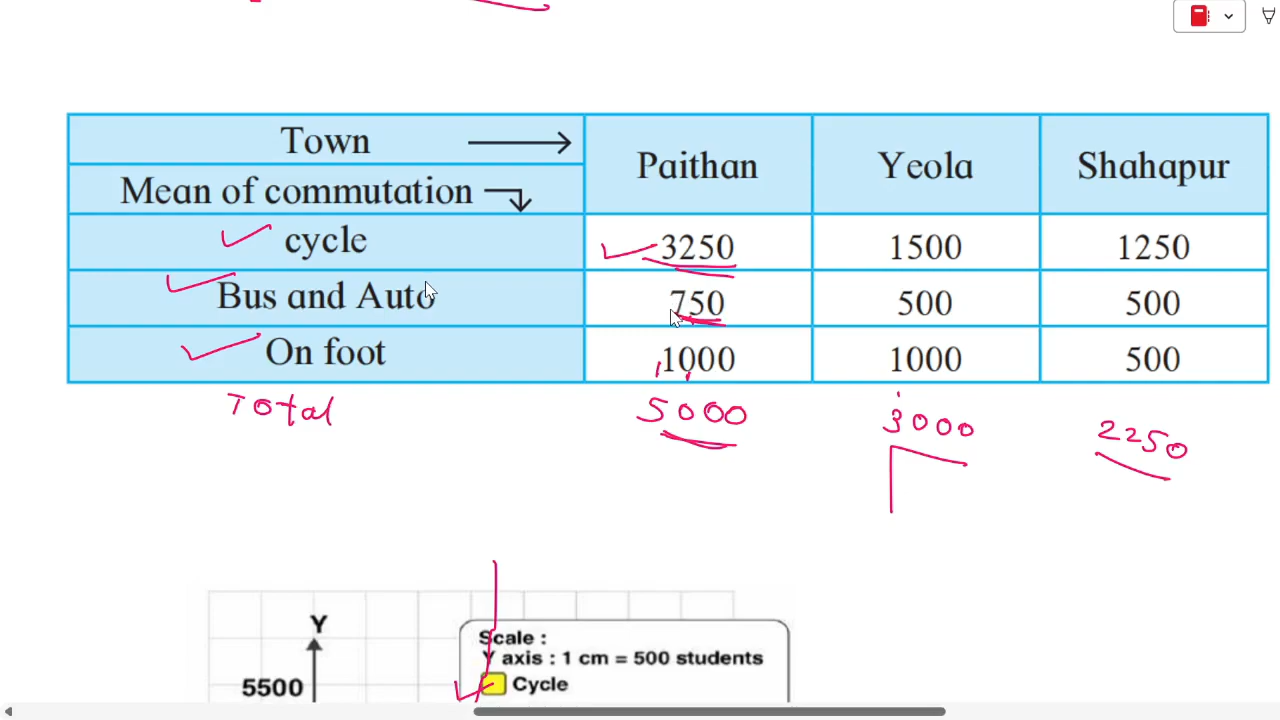 Town Paithan Yeola Shahapur
Mean of commutation
cycle 3250 1500 1250
Bus and Auto 750 500 500
On foot 1000 1000 500
Total 5000 3000 2250
Y
Scale :
Y axis : 1 cm = 500 students
5500
Cycle